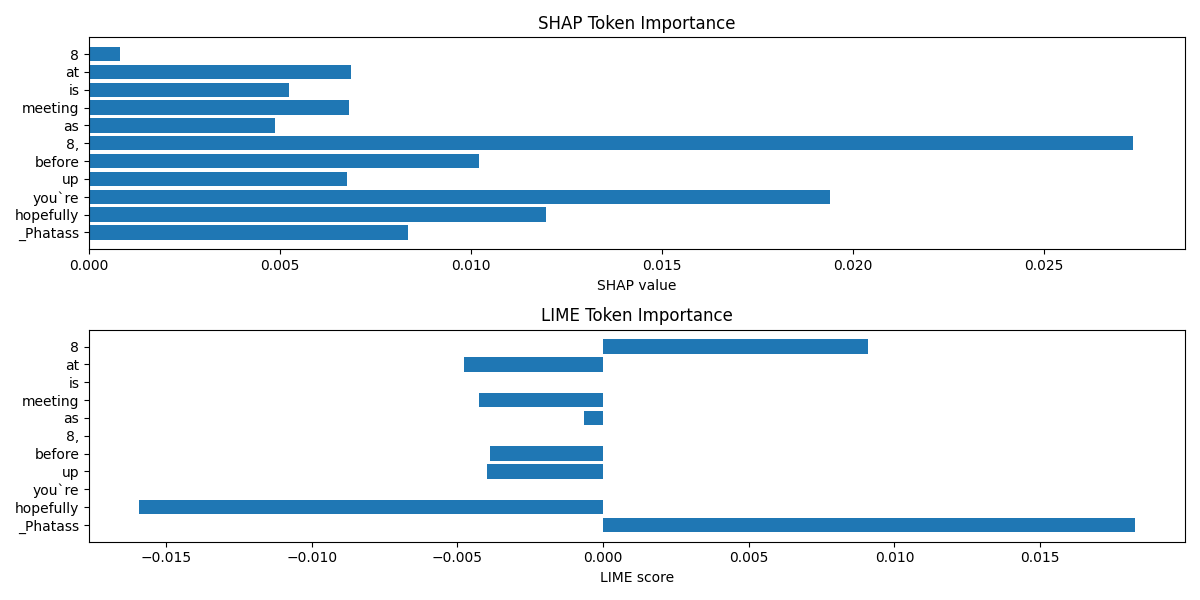 SHAP Token Importance
8
at
is
meeting
as
8,
before
up
you`re
hopefully
_Phatass
0.000 0.005 0.010 0.015 0.020 0.025
SHAP value
LIME Token Importance
8
at
is
meeting
as
8,
before
up
you`re
hopefully
_Phatass
−0.015 −0.010 −0.005 0.000 0.005 0.010 0.015
LIME score